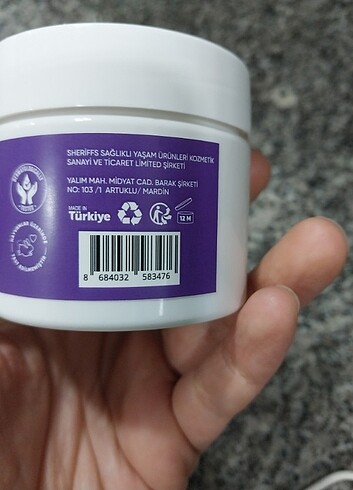 SHERIFFS SAĞLIKLI YAŞAM ÜRÜNLERİ KOZMETİK
SANAYİ VE TİCARET LİMİTED ŞİRKETİ
YALIM MAH. MİDYAT CAD. BARAK ŞİRKETİ
NO: 103 /1 ARTUKLU/ MARDİN
MADE IN
Türkiye
12 M
8 684032 583476